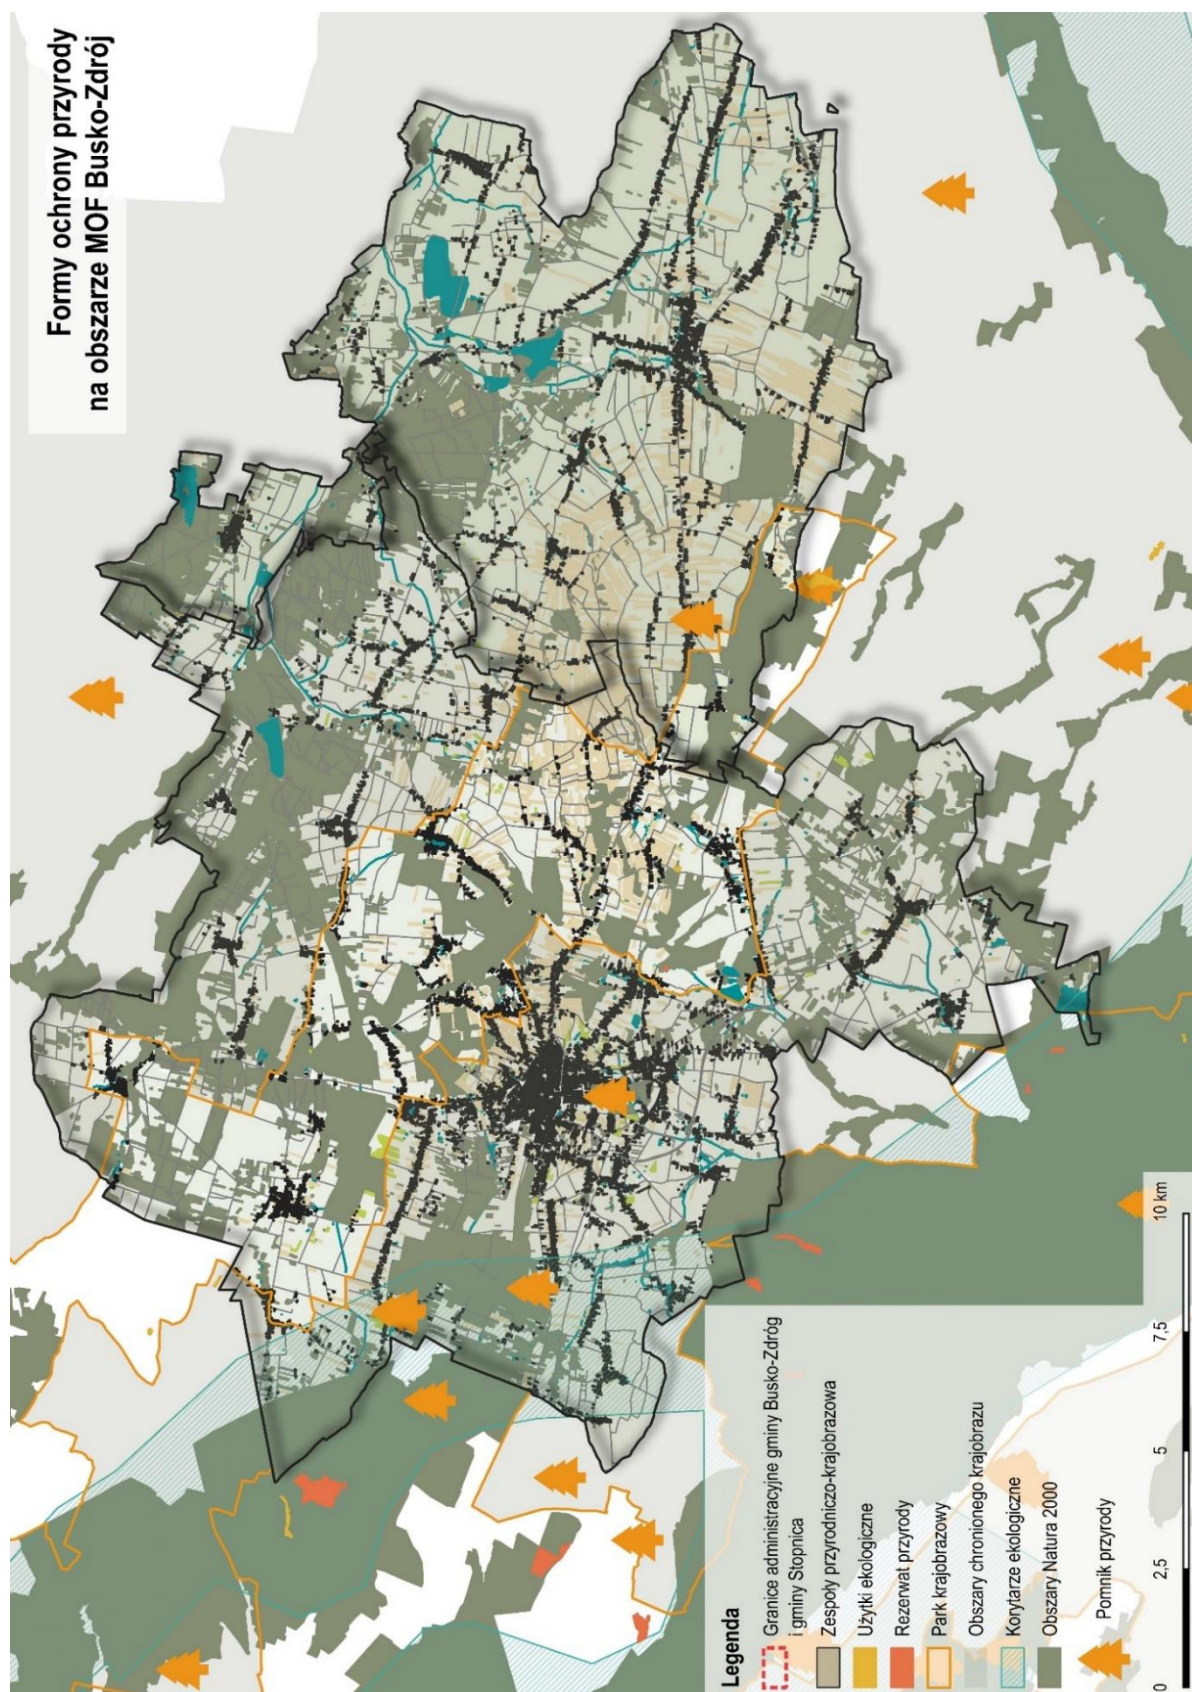 Formy ochrony przyrody
na obszarze MOF Busko-Zdrój
Legenda
Granice administracyjne gminy Busko-Zdróg
i gminy Stopnica
Zespoły przyrodniczo-krajobrazowa
Użytki ekologiczne
Rezerwat przyrody
Park krajobrazowy
Obszary chronionego krajobrazu
Korytarze ekologiczne
Obszary Natura 2000
Pomnik przyrody
0 2,5 5 7,5 10 km